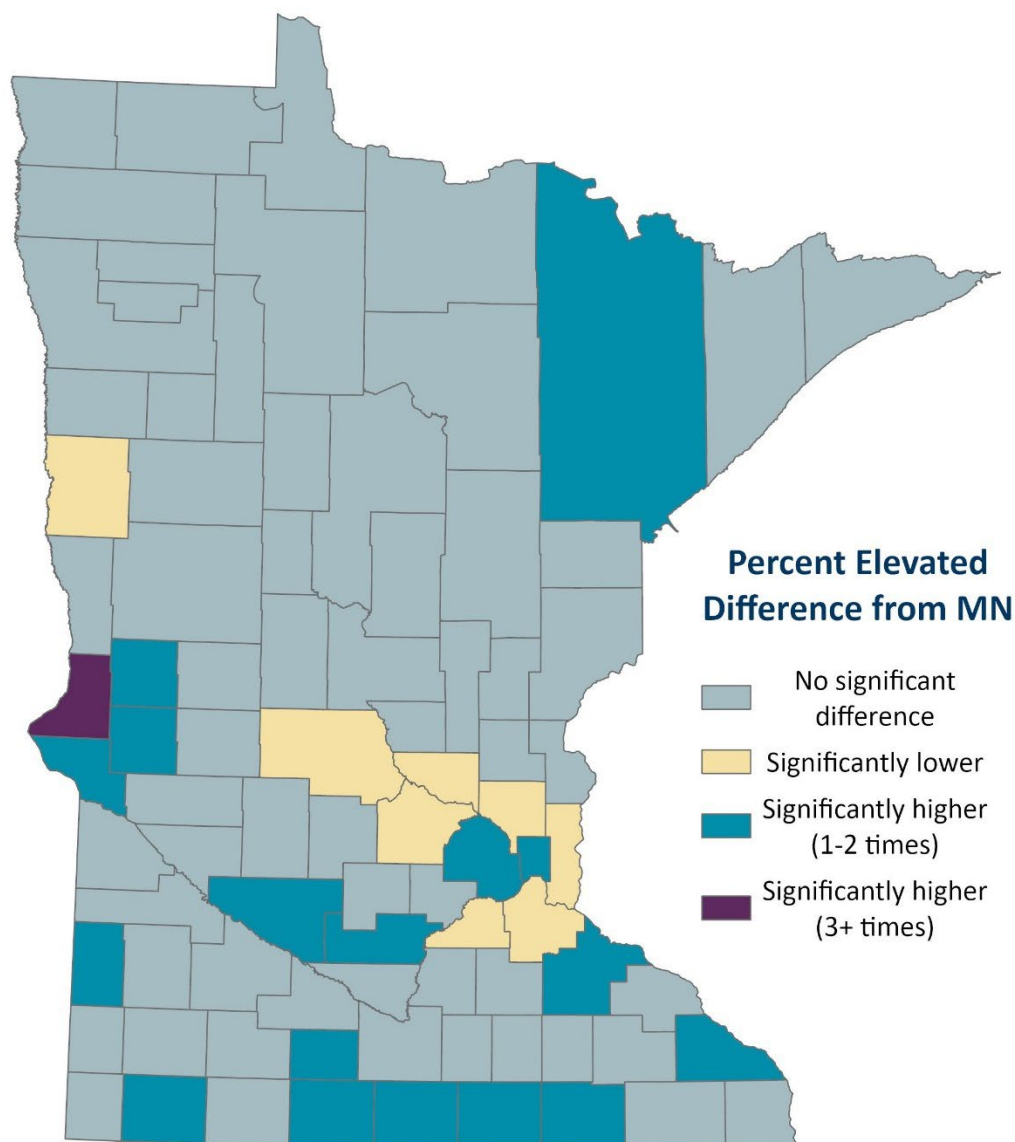 Percent Elevated
Difference from MN
No significant
difference
Significantly lower
Significantly higher
(1-2 times)
Significantly higher
(3+ times)